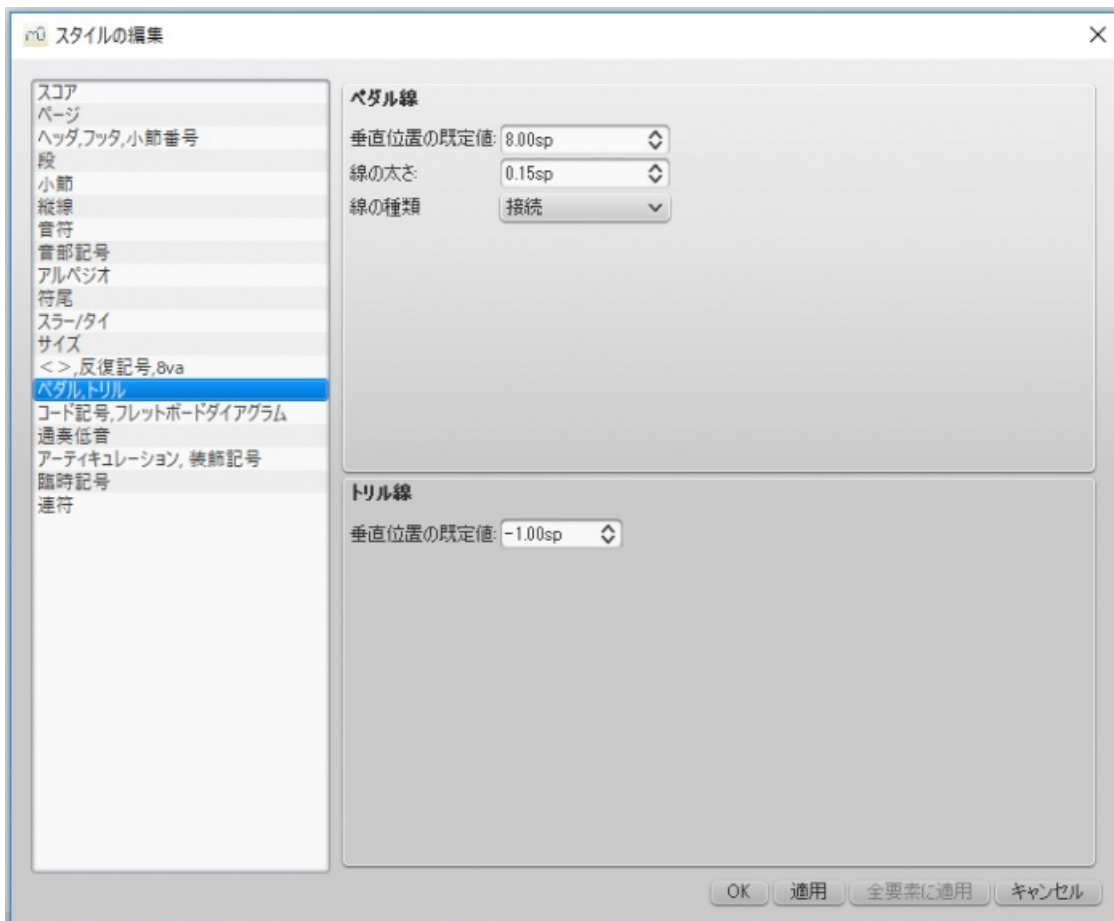 スタイルの編集
スコア
ページ
ヘッダ,フッタ,小節番号
段
小節
縦線
音符
音部記号
アルペジオ
符尾
スラー/タイ
サイズ
<>,反復記号,8va
ペダル,トリル
コード記号,フレットボードダイアグラム
通奏低音
アーティキュレーション, 装飾記号
臨時記号
連符
ペダル線
垂直位置の既定値: 8.00sp
線の太さ: 0.15sp
線の種類 接続
トリル線
垂直位置の既定値: -1.00sp
OK 適用 全要素に適用 キャンセル